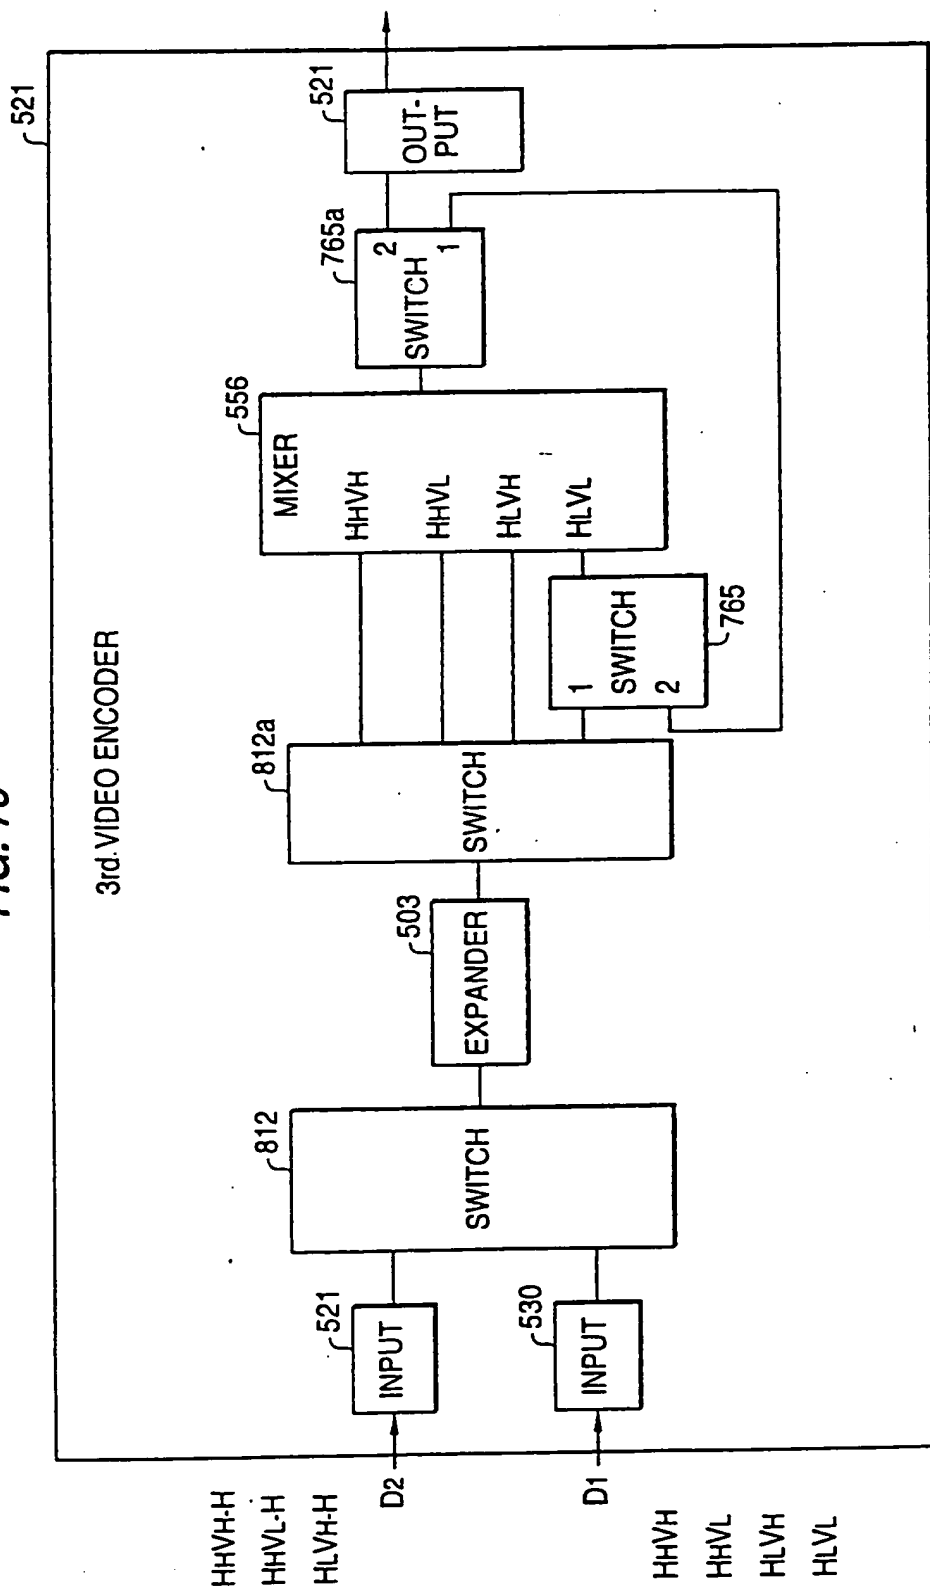 521
3rd. VIDEO ENCODER
HHVH-H
HHVL-H
HLVH-H
D2
521
INPUT
D1
530
INPUT
HHVH
HHVL
HLVH
HLVL
812
SWITCH
503
EXPANDER
812a
SWITCH
1
2
SWITCH
765
556
MIXER
HHVH
HHVL
HLVH
HLVL
765a
SWITCH
2
1
521
OUT-
PUT